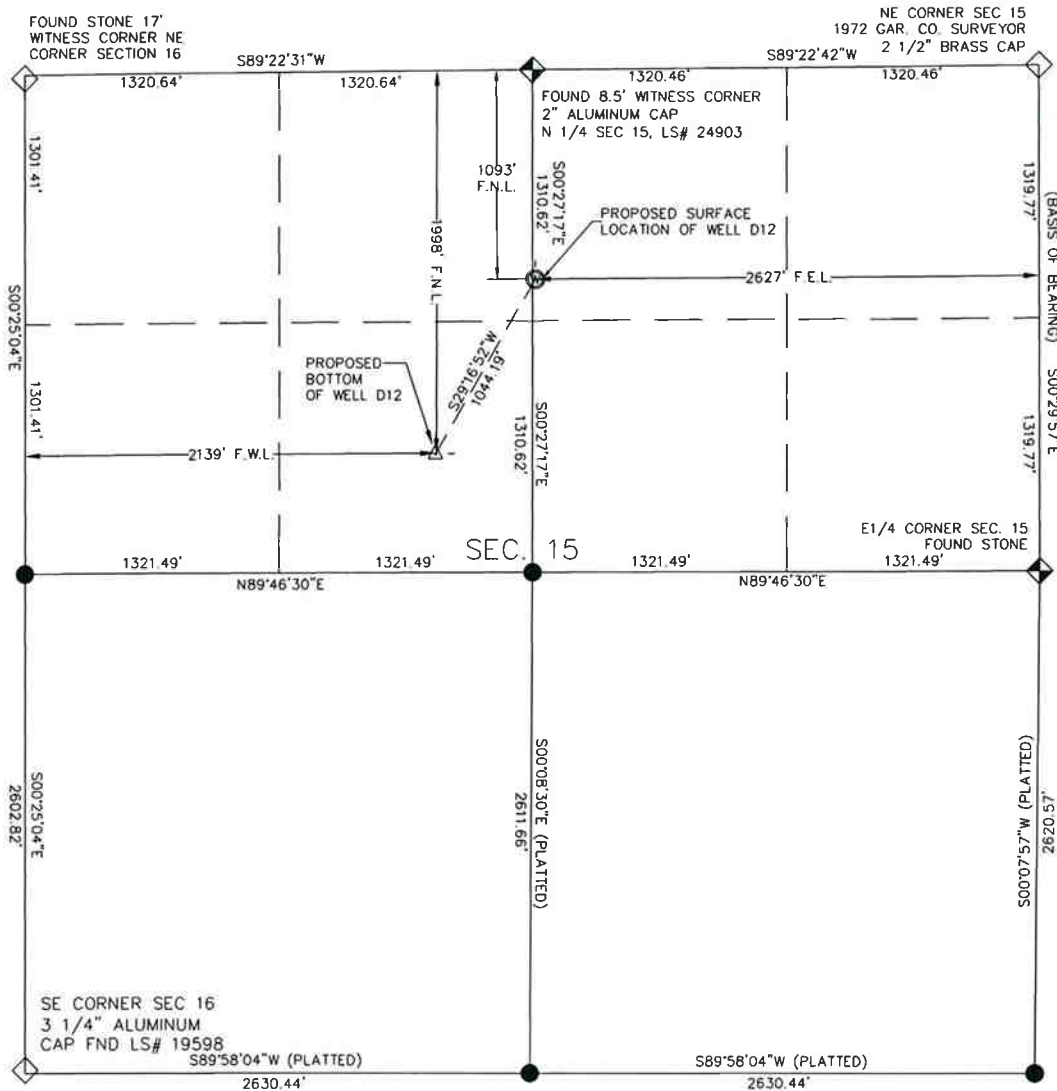 FOUND STONE 17'
WITNESS CORNER NE
CORNER SECTION 16
NE CORNER SEC 15
1972 GAR. CO. SURVEYOR
2 1/2" BRASS CAP
S89°22'31"W
S89°22'42"W
1320.64'
1320.64'
1320.46'
1320.46'
FOUND 8.5' WITNESS CORNER
2" ALUMINUM CAP
N 1/4 SEC 15, LS# 24903
1301.41'
1093'
F.N.L.
S00°27'17"E
1310.62'
1319.77'
(BASIS OF BEARING) S00°29'57"E
PROPOSED SURFACE
LOCATION OF WELL D12
1998' F.N.L.
2627' F.E.L.
S00°25'04"E
PROPOSED
BOTTOM
OF WELL D12
S29°16'52"W
1044.19'
1301.41'
S00°27'17"E
1310.62'
1319.77'
2139' F.W.L.
E1/4 CORNER SEC. 15
FOUND STONE
SEC. 15
1321.49'
1321.49'
1321.49'
1321.49'
N89°46'30"E
N89°46'30"E
S00°25'04"E
2602.82'
S00°08'30"E (PLATTED)
2611.66'
S00°07'57"W (PLATTED)
2620.57'
SE CORNER SEC 16
3 1/4" ALUMINUM
CAP FND LS# 19598
S89°58'04"W (PLATTED)
S89°58'04"W (PLATTED)
2630.44'
2630.44'